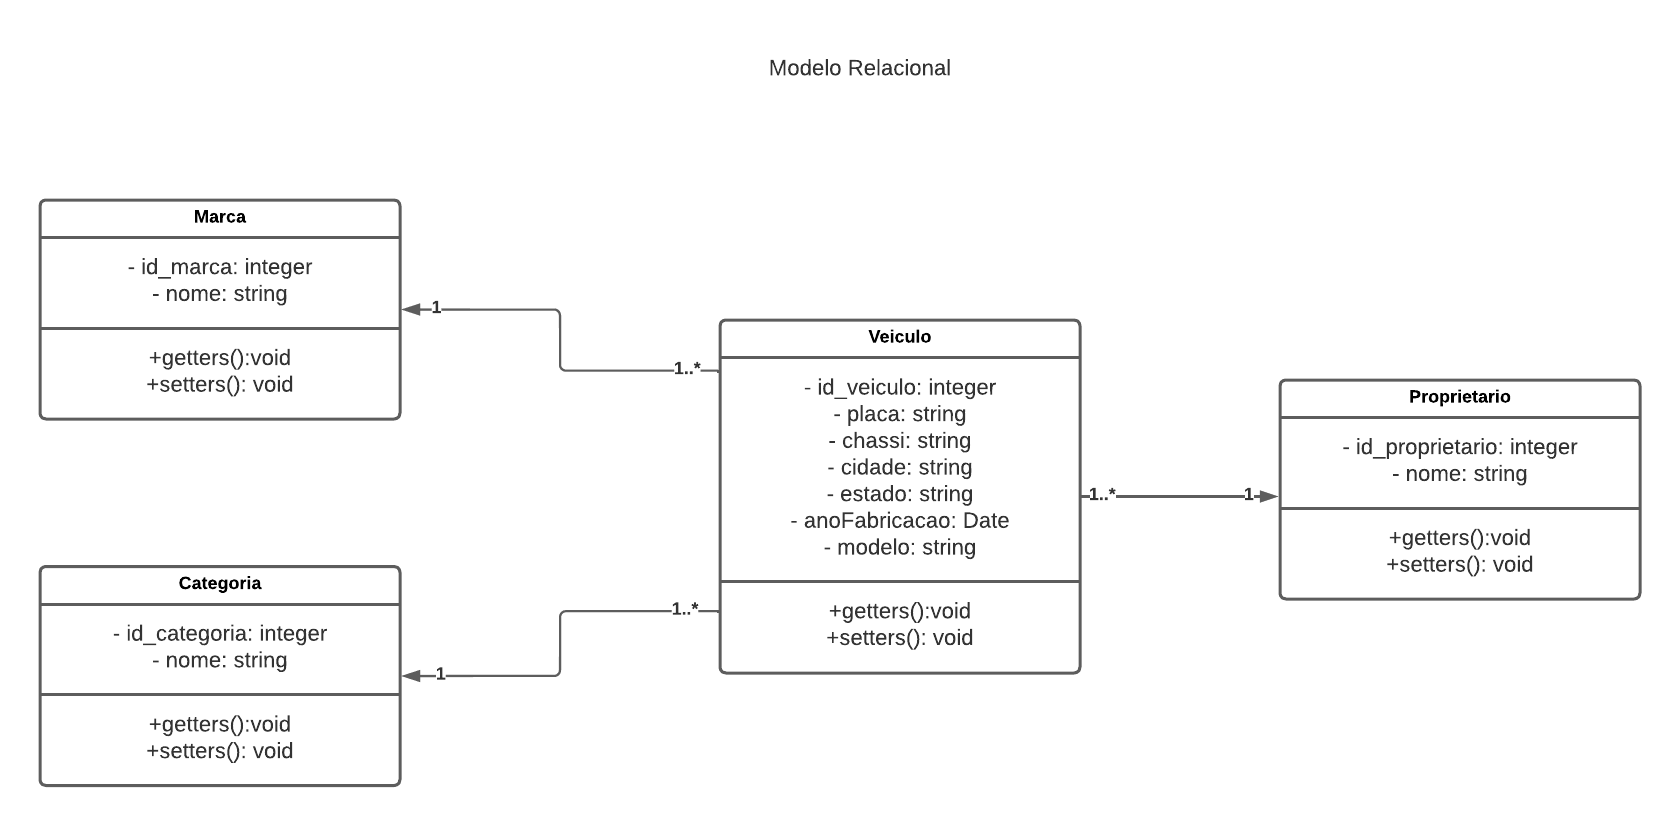 Modelo Relacional
Marca
- id_marca: integer
- nome: string
+getters():void
+setters(): void
1
1..*
Veiculo
- id_veiculo: integer
- placa: string
- chassi: string
- cidade: string
- estado: string
- anoFabricacao: Date
- modelo: string
+getters():void
+setters(): void
1..*
1
Proprietario
- id_proprietario: integer
- nome: string
+getters():void
+setters(): void
Categoria
- id_categoria: integer
- nome: string
+getters():void
+setters(): void
1
1..*